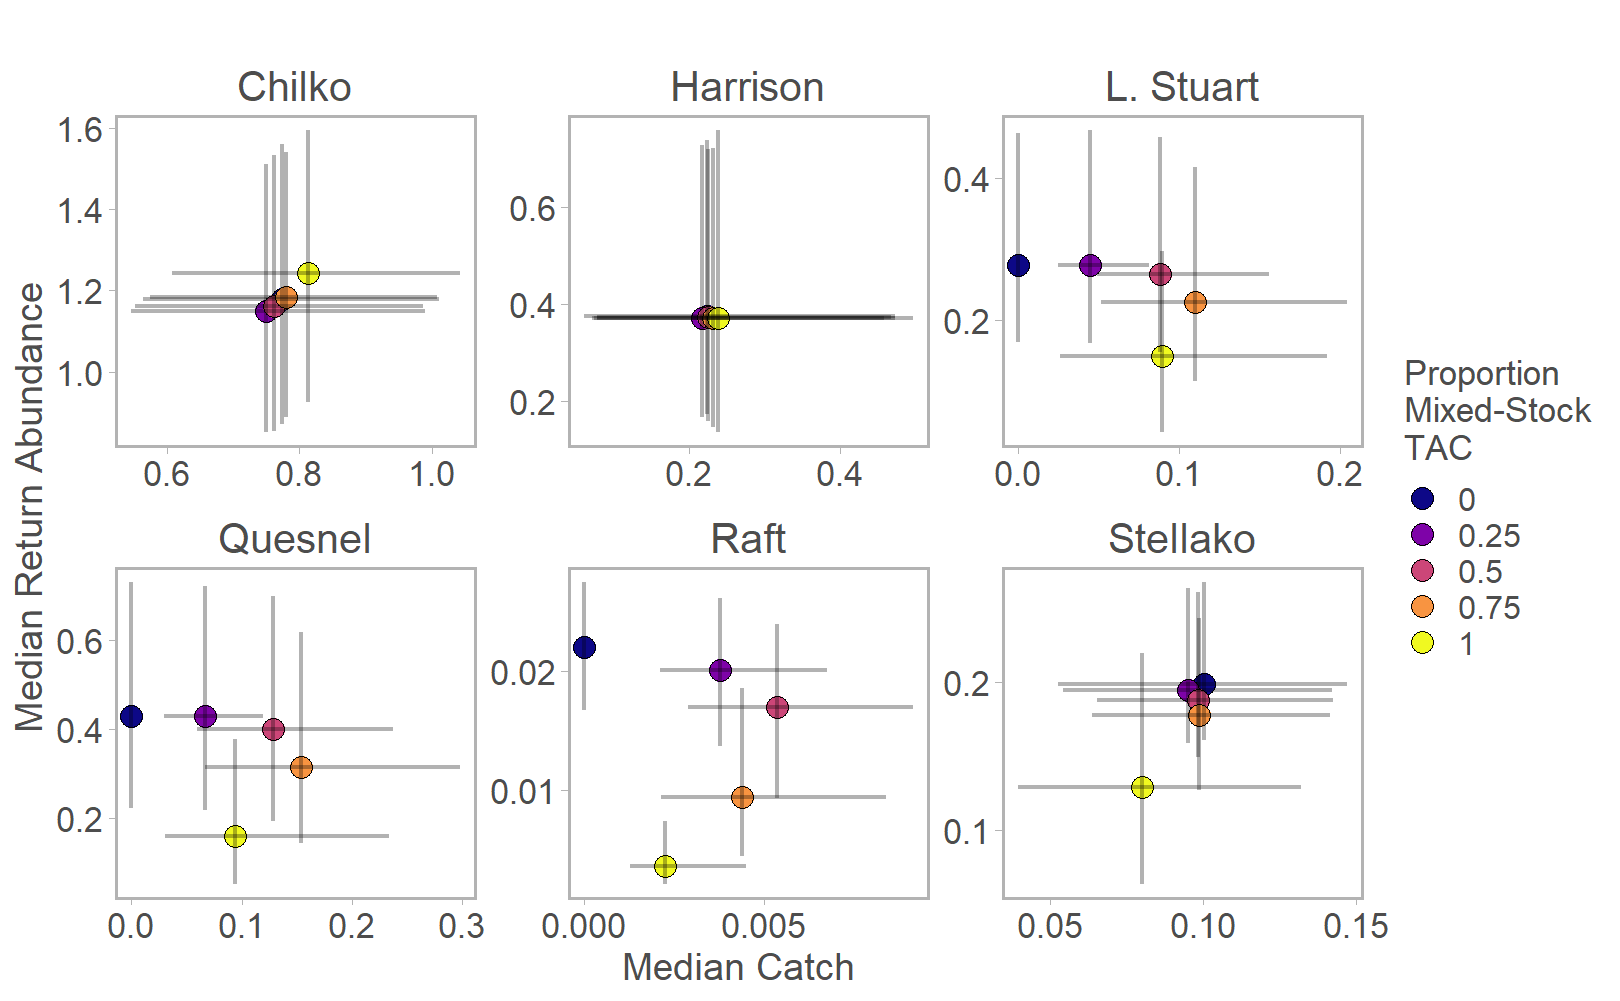 Chilko
Harrison
L. Stuart
1.6
1.4
1.2
1.0
0.6
0.4
0.2
0.4
0.2
0.6 0.8 1.0
0.2 0.4
0.0 0.1 0.2
Quesnel
Raft
Stellako
0.6
0.4
0.2
0.02
0.01
0.2
0.1
0.0 0.1 0.2 0.3
0.000 0.005
0.05 0.10 0.15
Median Return Abundance
Median Catch
Proportion
Mixed-Stock
TAC
0
0.25
0.5
0.75
1